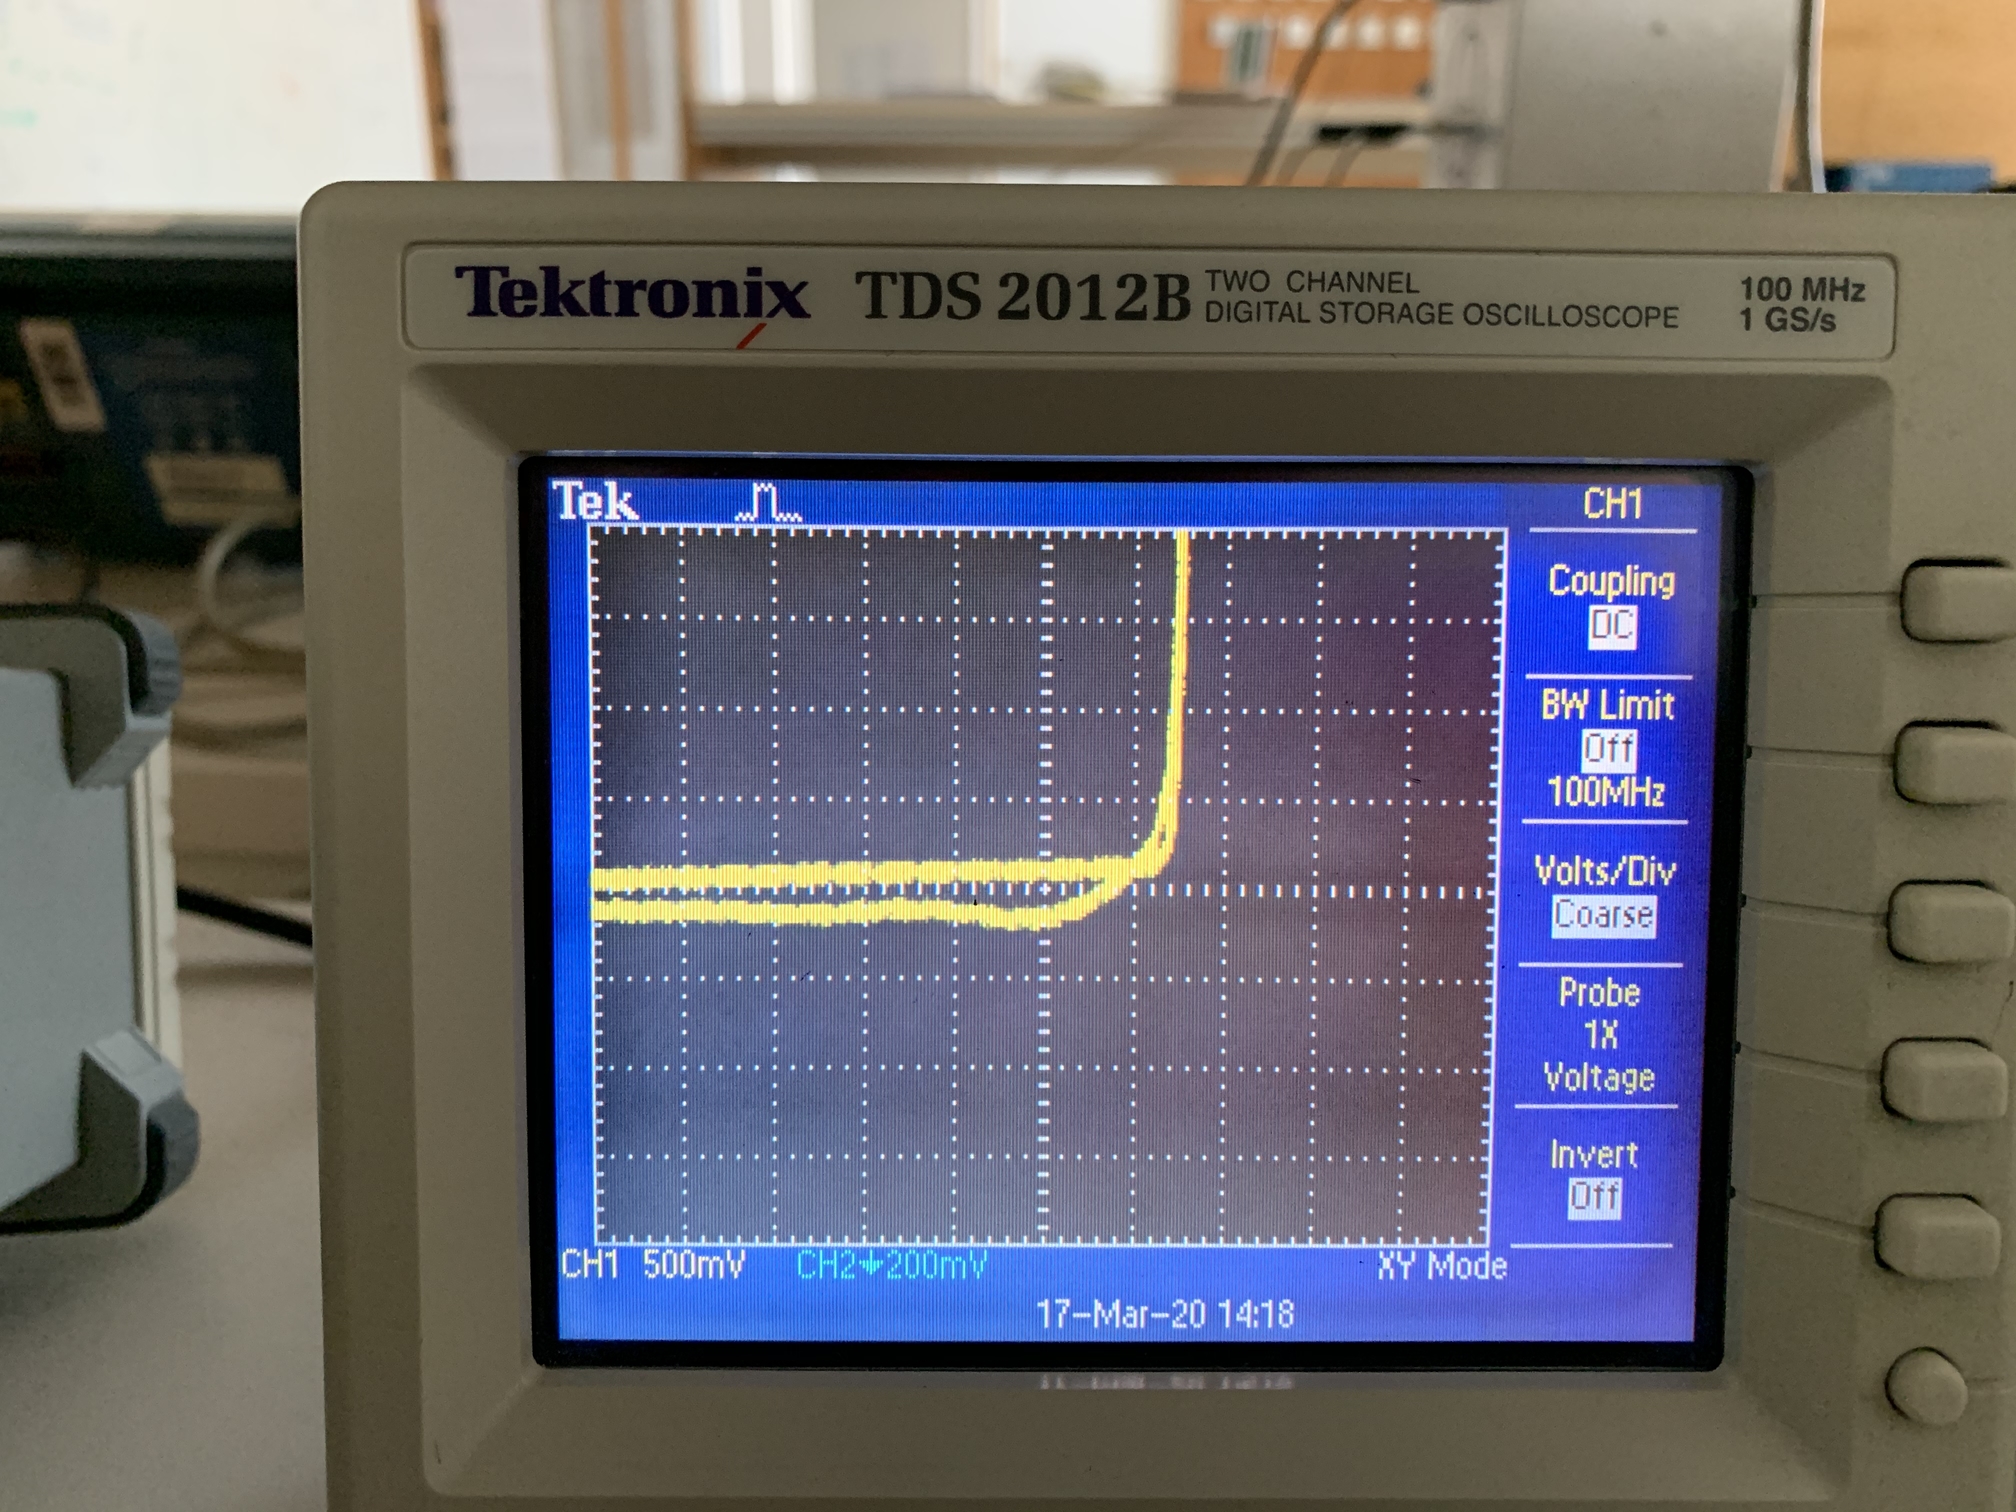 Tektronix TDS 2012B TWO CHANNEL
DIGITAL STORAGE OSCILLOSCOPE
100 MHz
1 GS/s
Tek
CH1
Coupling
DC
BW Limit
Off
100MHz
Volts/Div
Coarse
Probe
1X
Voltage
Invert
Off
CH1 500mV CH2 200mV XY Mode
17-Mar-20 14:18